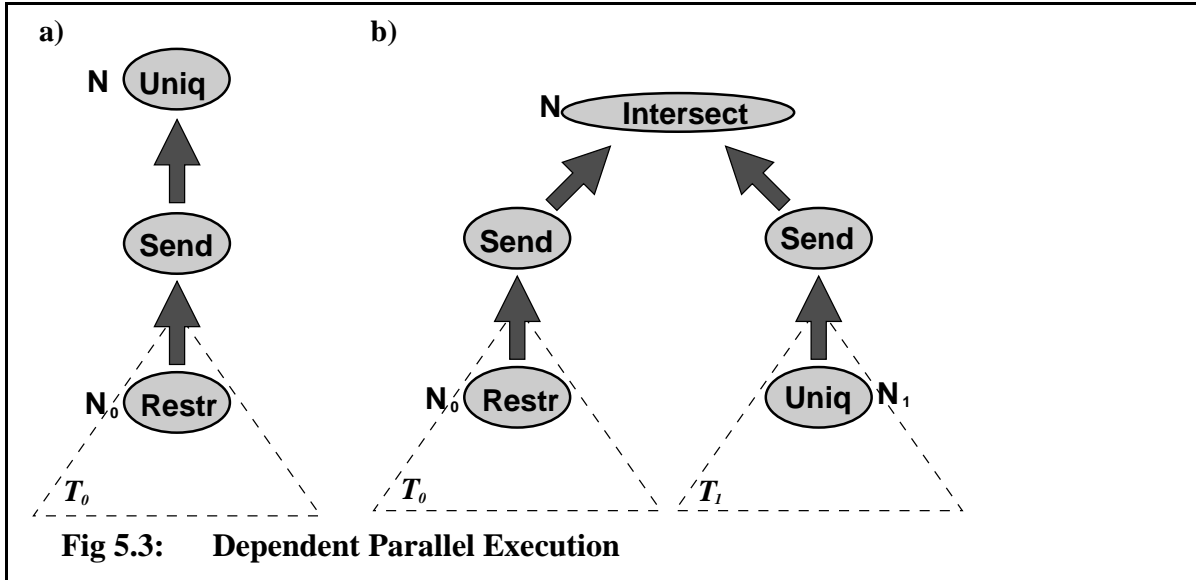 a)
b)
N Uniq
N Intersect
Send
Send
Send
N₀ Restr
N₀ Restr
Uniq N₁
T₀
T₀
T₁
Fig 5.3: Dependent Parallel Execution